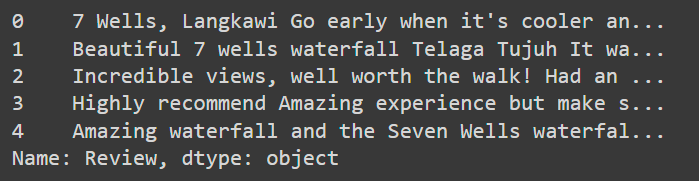 0    7 Wells, Langkawi Go early when it's cooler an...
1    Beautiful 7 wells waterfall Telaga Tujuh It wa...
2    Incredible views, well worth the walk! Had an ...
3    Highly recommend Amazing experience but make s...
4    Amazing waterfall and the Seven Wells waterfal...
Name: Review, dtype: object